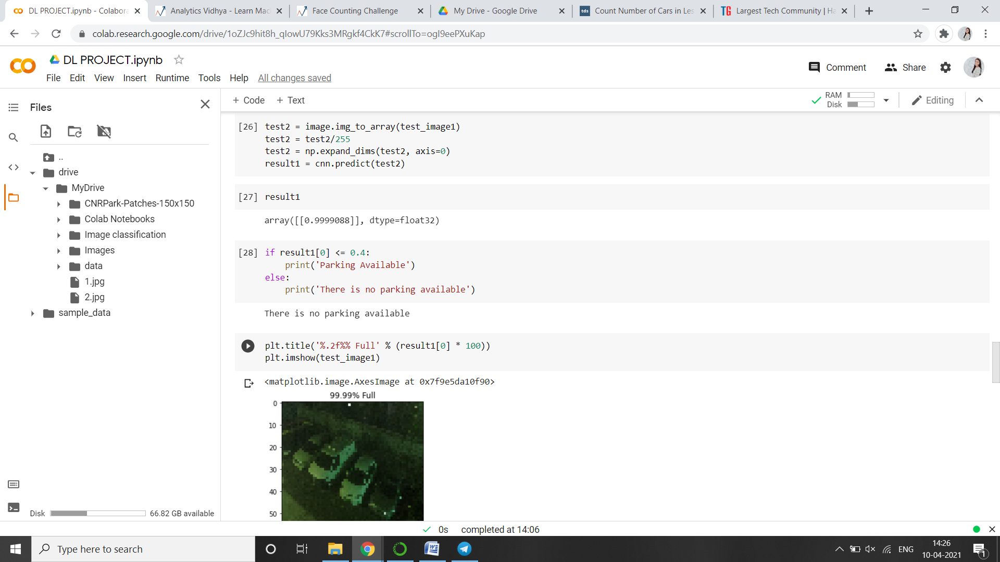 DL PROJECT.ipynb - Colabora
Analytics Vidhya - Learn Mac
Face Counting Challenge
My Drive - Google Drive
tds Count Number of Cars in Les
TG Largest Tech Community | Ha
colab.research.google.com/drive/1oZJc9hit8h_qIowU79Kks3MRgkf4CkK7#scrollTo=ogI9eePXuKap
DL PROJECT.ipynb
Comment
Share
File Edit View Insert Runtime Tools Help All changes saved
Files
+ Code + Text
RAM
Disk
Editing
..
drive
MyDrive
CNRPark-Patches-150x150
Colab Notebooks
Image classification
Images
data
1.jpg
2.jpg
sample_data
Disk 66.82 GB available
[26] test2 = image.img_to_array(test_image1)
test2 = test2/255
test2 = np.expand_dims(test2, axis=0)
result1 = cnn.predict(test2)
[27] result1
array([[0.9999088]], dtype=float32)
[28] if result1[0] <= 0.4:
print('Parking Available')
else:
print('There is no parking available')
There is no parking available
plt.title('%.2f%% Full' % (result1[0] * 100))
plt.imshow(test_image1)
<matplotlib.image.AxesImage at 0x7f9e5da10f90>
99.99% Full
0
10
20
30
40
50
0s completed at 14:06
Type here to search
ENG
14:26
10-04-2021
1